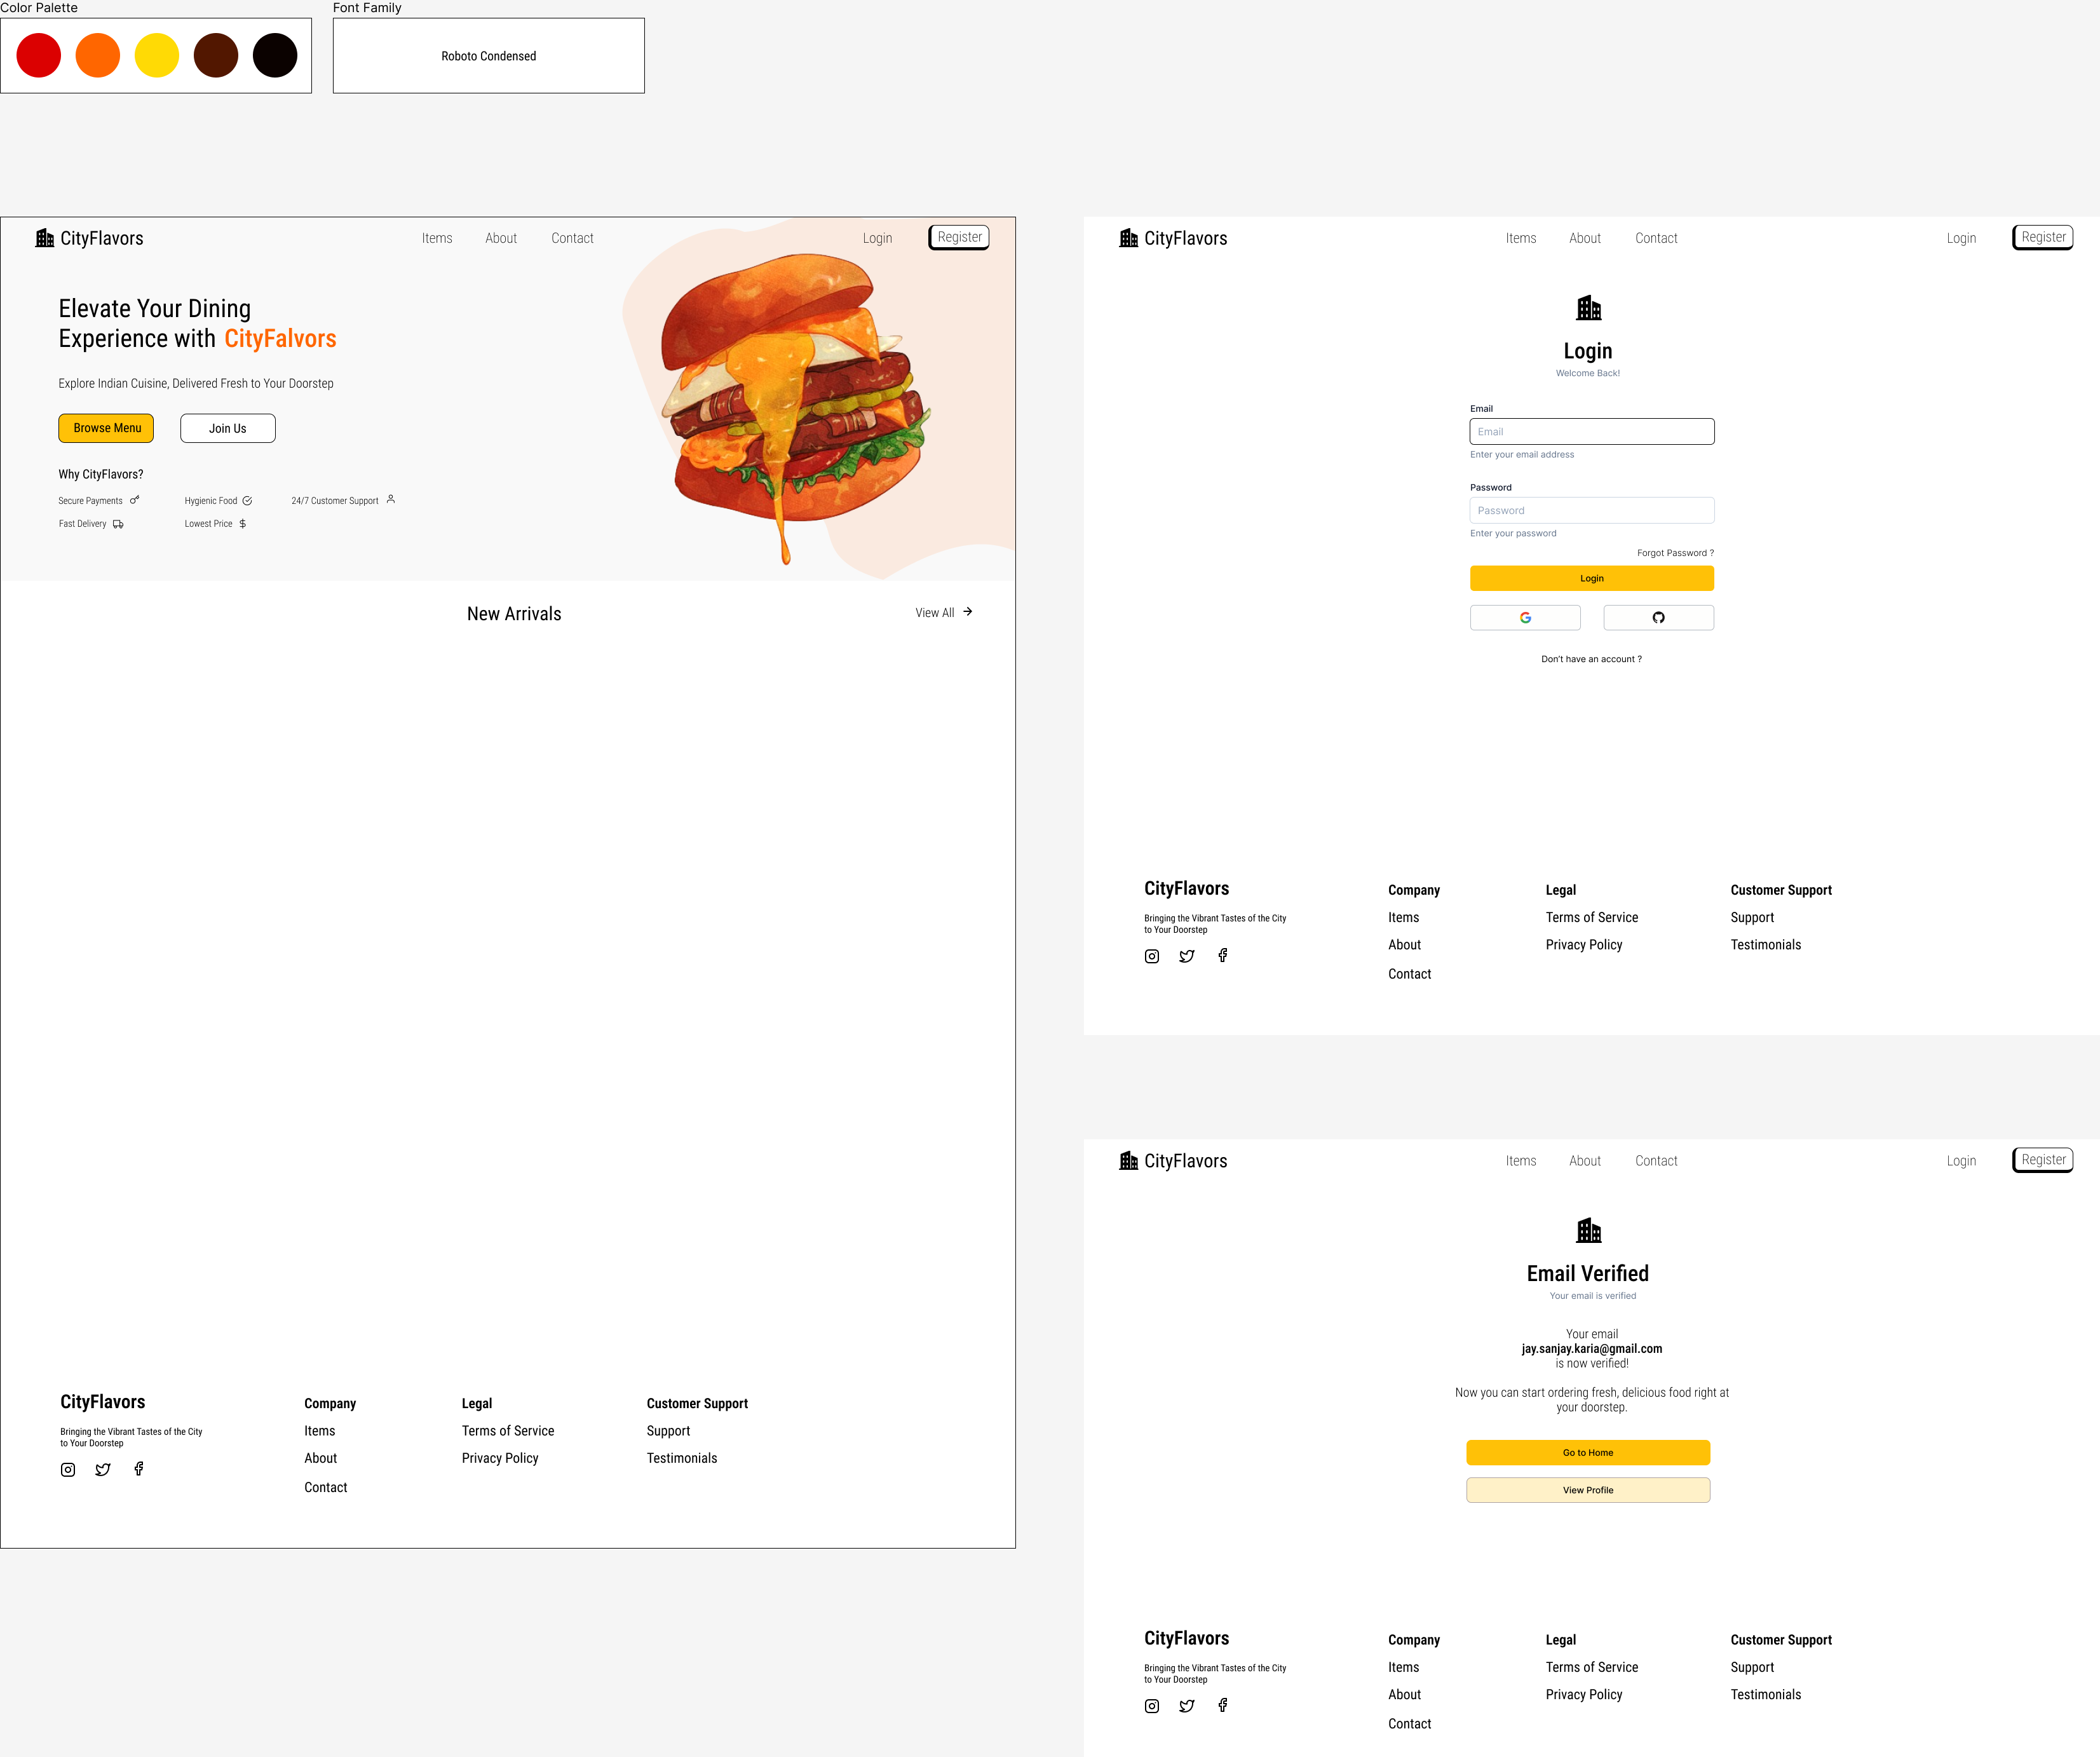 Color Palette
Font Family
Roboto Condensed
CityFlavors
Items
About
Contact
Login
Register
Elevate Your Dining
Experience with CityFalvors
Explore Indian Cuisine, Delivered Fresh to Your Doorstep
Browse Menu
Join Us
Why CityFlavors?
Secure Payments
Hygienic Food
24/7 Customer Support
Fast Delivery
Lowest Price
New Arrivals
View All
CityFlavors
Bringing the Vibrant Tastes of the City
to Your Doorstep
Company
Items
About
Contact
Legal
Terms of Service
Privacy Policy
Customer Support
Support
Testimonials
CityFlavors
Items
About
Contact
Login
Register
Login
Welcome Back!
Email
Email
Enter your email address
Password
Password
Enter your password
Forgot Password ?
Login
Don't have an account ?
CityFlavors
Bringing the Vibrant Tastes of the City
to Your Doorstep
Company
Items
About
Contact
Legal
Terms of Service
Privacy Policy
Customer Support
Support
Testimonials
CityFlavors
Items
About
Contact
Login
Register
Email Verified
Your email is verified
Your email
jay.sanjay.karia@gmail.com
is now verified!
Now you can start ordering fresh, delicious food right at
your doorstep.
Go to Home
View Profile
CityFlavors
Bringing the Vibrant Tastes of the City
to Your Doorstep
Company
Items
About
Contact
Legal
Terms of Service
Privacy Policy
Customer Support
Support
Testimonials